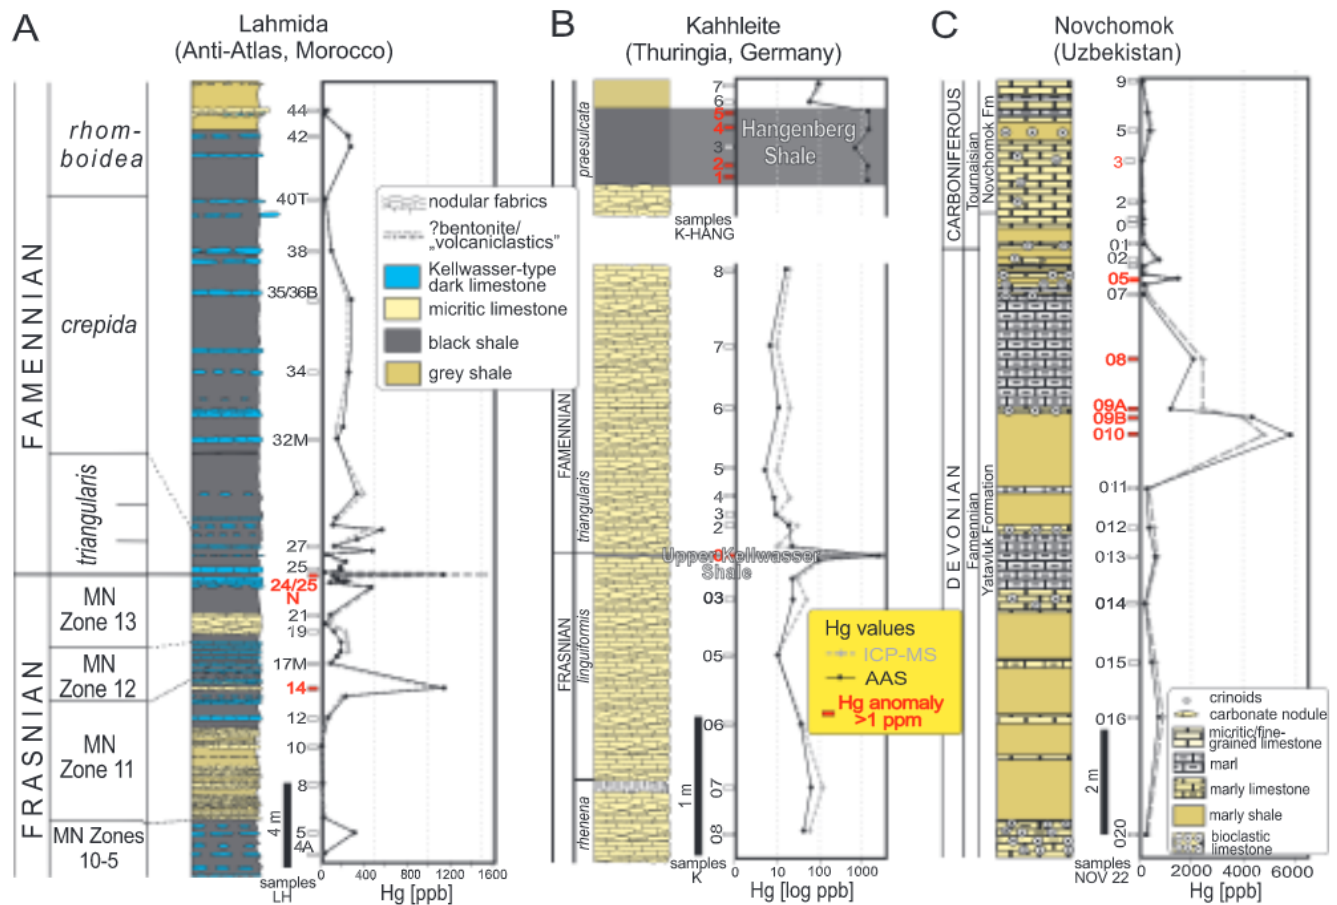 A
Lahmida
(Anti-Atlas, Morocco)
FAMENNIAN
FRASNIAN
rhom-
boidea
crepida
triangularis
MN
Zone 13
MN
Zone 12
MN
Zone 11
MN Zones
10-5
44
42
40T
38
35/36B
34
32M
27
25
24/25
N
21
19
17M
14
12
10
8
5
4A
4 m
samples
LH
0
400
800
1200
1600
Hg [ppb]
nodular fabrics
?bentonite/
„volcaniclastics”
Kellwasser-type
dark limestone
micritic limestone
black shale
grey shale
B
Kahhleite
(Thuringia, Germany)
praesulcata
7
6
5
4
3
2
1
Hangenberg
Shale
samples
K-HANG
FAMENNIAN
FRASNIAN
triangularis
linguiformis
rhenena
8
7
6
5
4
3
2
0
Upper Kellwasser
Shale
03
05
06
07
08
1 m
samples
K
0
10
100
1000
Hg [log ppb]
Hg values
ICP-MS
AAS
Hg anomaly
>1 ppm
C
Novchomok
(Uzbekistan)
CARBONIFEROUS
Tournaisian
Novchomok Fm
DEVONIAN
Famennian
Yatavluk Formation
9
5
3
2
0
01
02
05
07
08
09A
09B
010
011
012
013
014
015
016
020
2 m
samples
NOV 22
0
2000
4000
6000
Hg [ppb]
crinoids
carbonate nodule
micritic/fine-
grained limestone
marl
marly limestone
marly shale
bioclastic
limestone